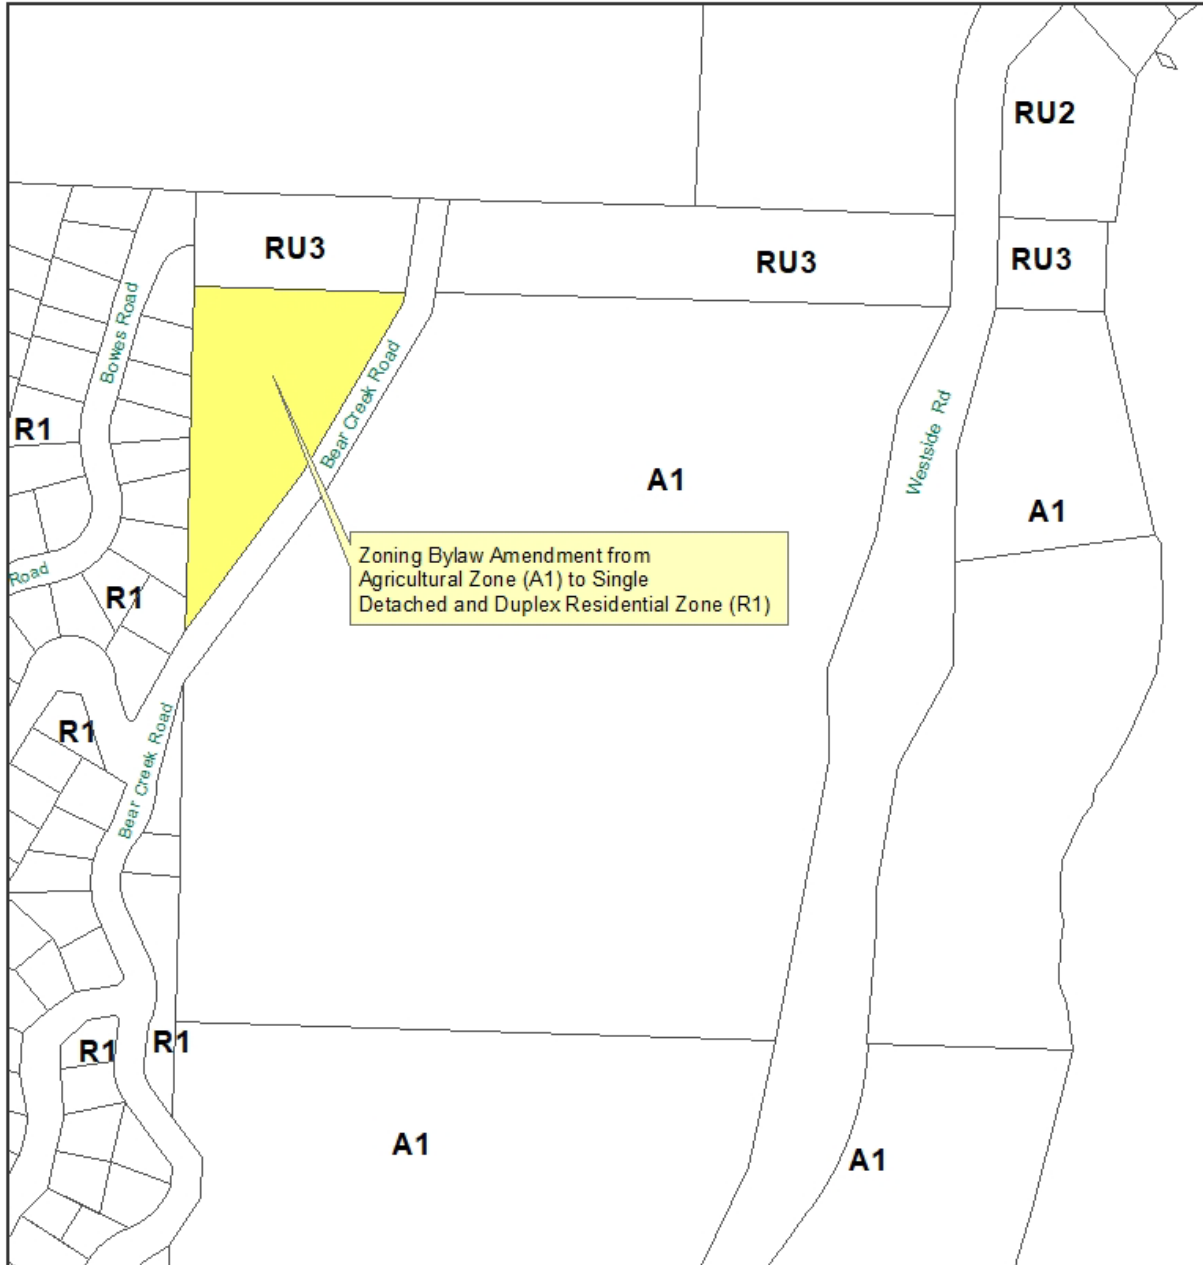 RU2
RU3
RU3
RU3
Bowes Road
Bear Creek Road
Westside Rd
R1
A1
A1
Zoning Bylaw Amendment from
Agricultural Zone (A1) to Single
Detached and Duplex Residential Zone (R1)
Road
R1
R1
Bear Creek Road
R1
R1
A1
A1